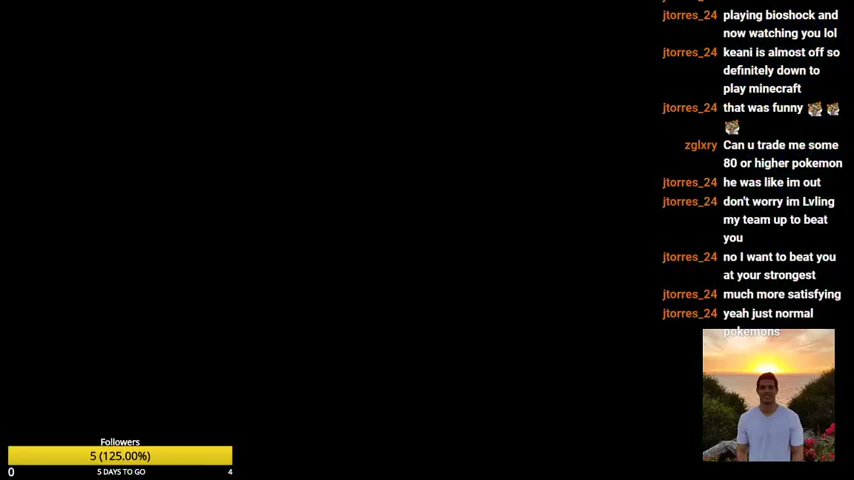 jtorres_24 playing bioshock and
now watching you lol
jtorres_24 keani is almost off so
definitely down to
play minecraft
jtorres_24 that was funny
zglxry Can u trade me some
80 or higher pokemon
jtorres_24 he was like im out
jtorres_24 don't worry im Lvling
my team up to beat
you
jtorres_24 no I want to beat you
at your strongest
jtorres_24 much more satisfying
jtorres_24 yeah just normal
pokemons
Followers
5 (125.00%)
0 5 DAYS TO GO 4